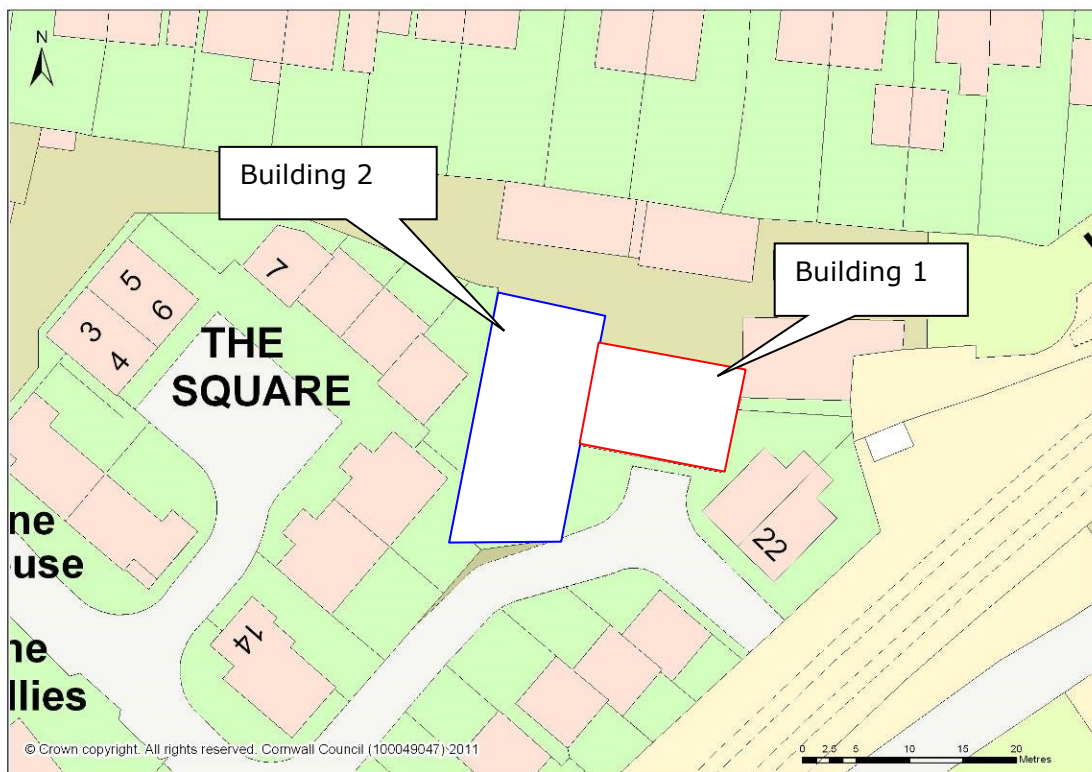 N
Building 2
Building 1
7
5
6
3
4
THE
SQUARE
ne
use
22
14
ne
llies
© Crown copyright. All rights reserved. Cornwall Council (100049047) 2011
0 2.5 5 10 15 20
Metres